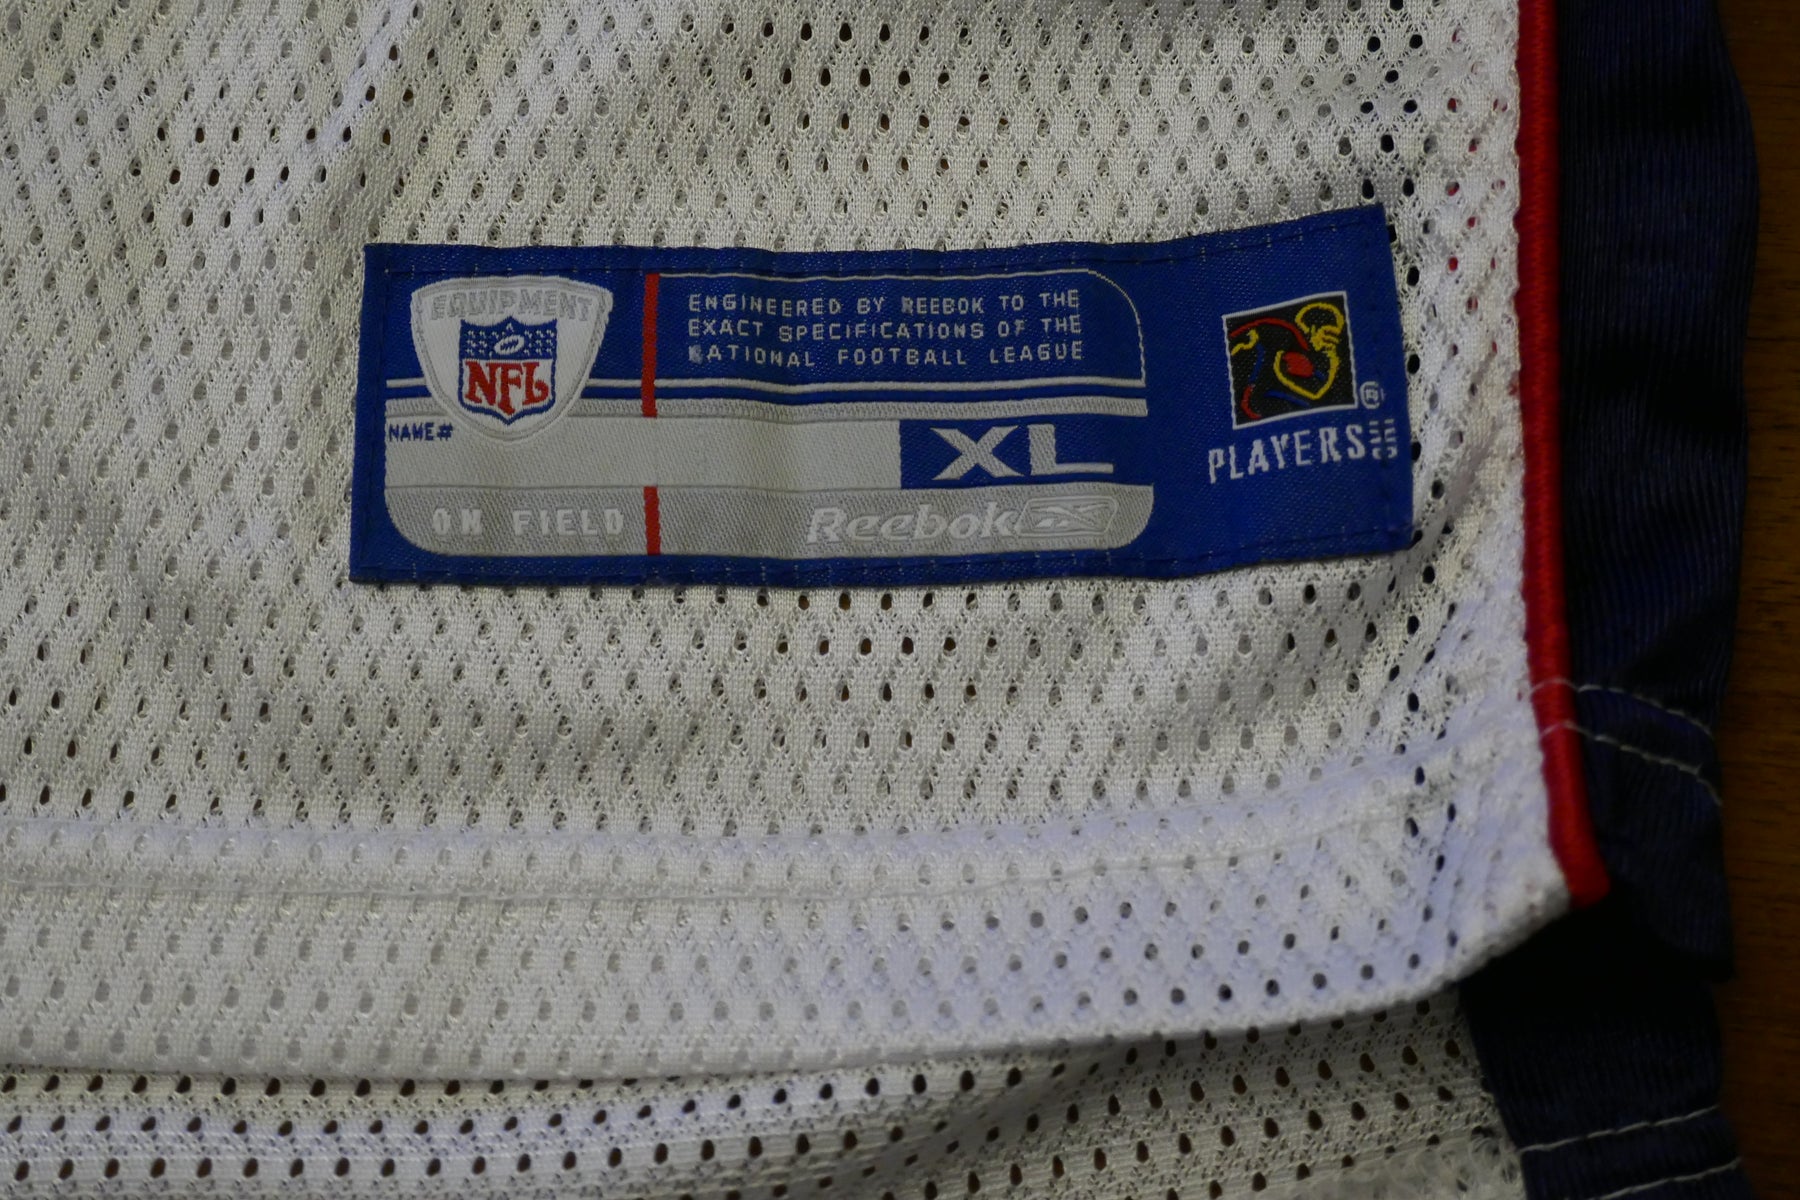 EQUIPMENT
NFL
ENGINEERED BY REEBOK TO THE
EXACT SPECIFICATIONS OF THE
NATIONAL FOOTBALL LEAGUE
NAME#
XL
ON FIELD
Reebok
®
PLAYERS INC